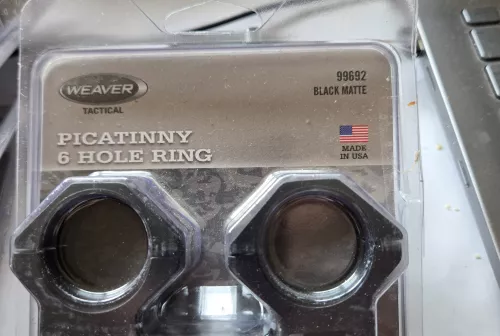 WEAVER
TACTICAL
99692
BLACK MATTE
PICATINNY
6 HOLE RING
MADE
IN USA